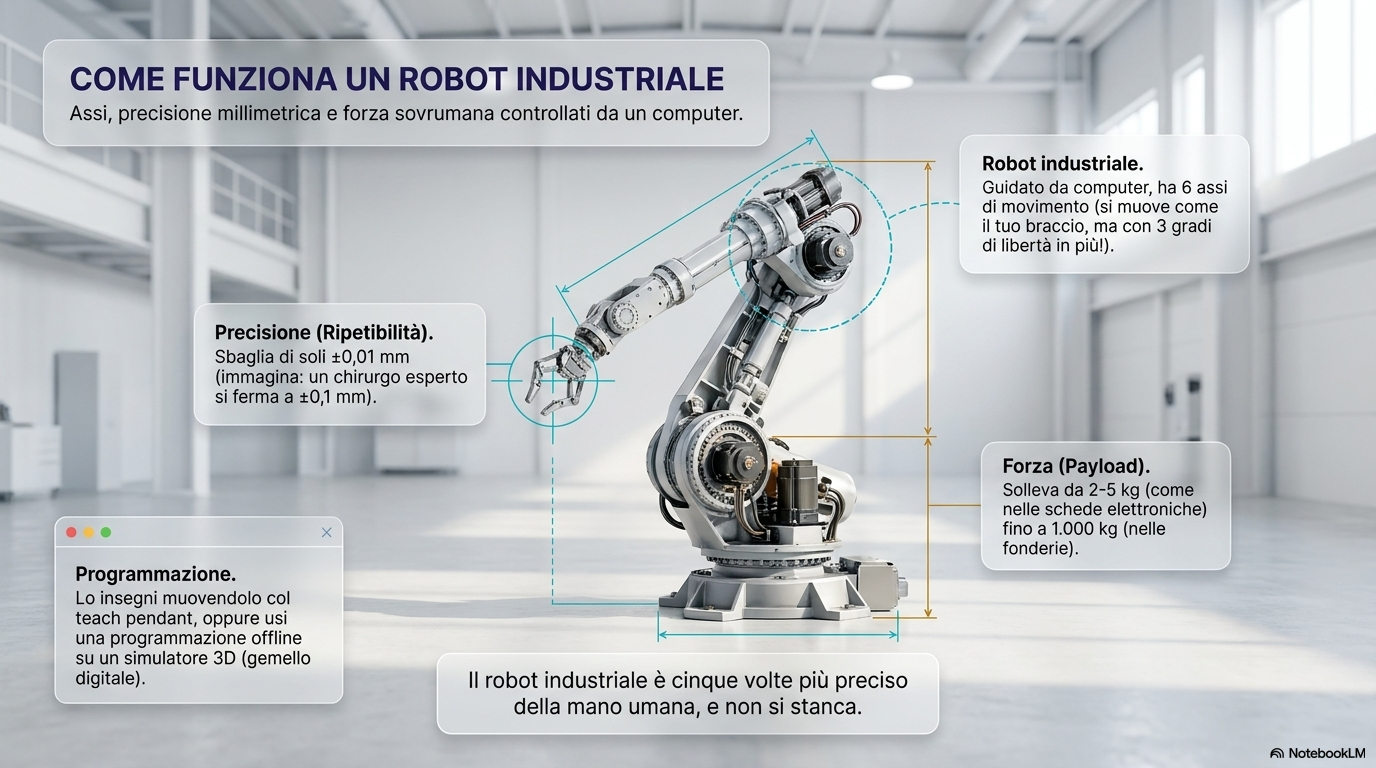 COME FUNZIONA UN ROBOT INDUSTRIALE
Assi, precisione millimetrica e forza sovrumana controllati da un computer.
Robot industriale.
Guidato da computer, ha 6 assi
di movimento (si muove come
il tuo braccio, ma con 3 gradi
di libertà in più!).
Precisione (Ripetibilità).
Sbaglia di soli ±0,01 mm
(immagina: un chirurgo esperto
si ferma a ±0,1 mm).
Forza (Payload).
Solleva da 2-5 kg (come
nelle schede elettroniche)
fino a 1.000 kg (nelle
fonderie).
Programmazione.
Lo insegni muovendolo col
teach pendant, oppure usi
una programmazione offline
su un simulatore 3D (gemello
digitale).
Il robot industriale è cinque volte più preciso
della mano umana, e non si stanca.
NotebookLM